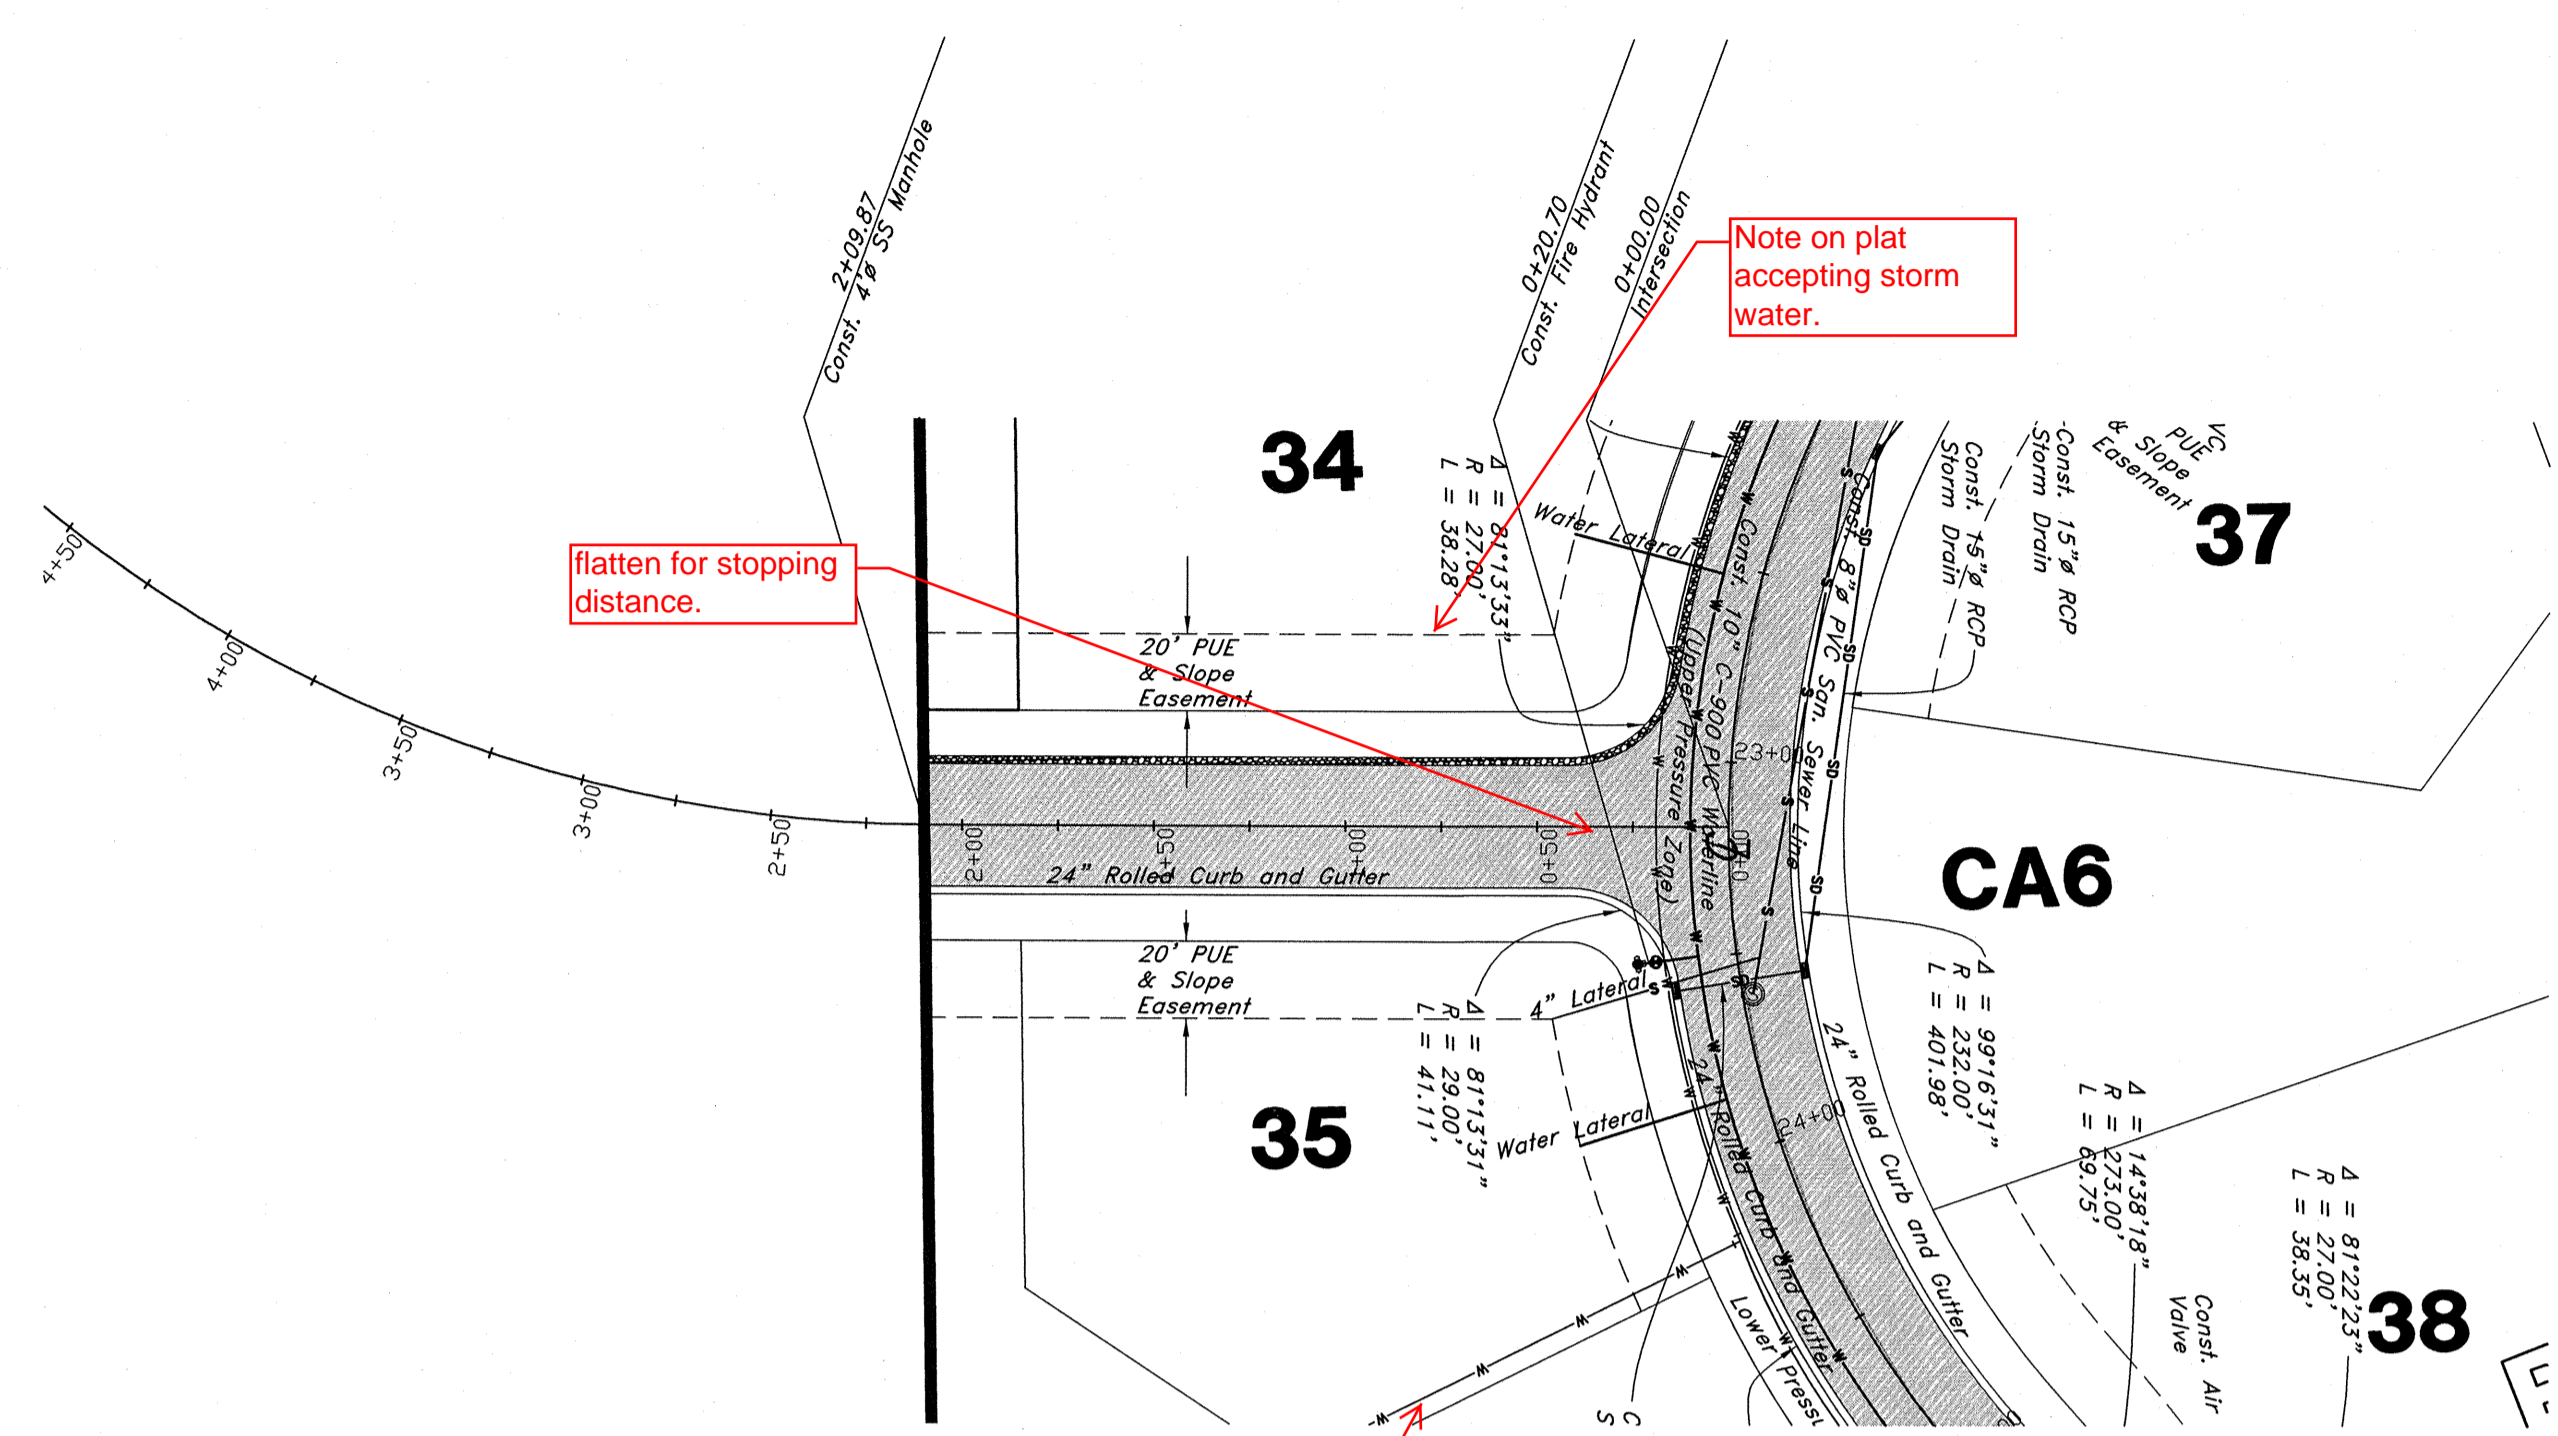 2+09.87
Const. 4'ø SS Manhole
0+20.70
Const. Fire Hydrant
0+00.00
Intersection
Note on plat
accepting storm
water.
flatten for stopping
distance.
34
Δ = 81°13'33"
R = 27.00'
L = 38.28'
Water Lateral
Const. 10" C-900 PVC Waterline
(Upper Pressure Zone)
Const. 8"ø PVC San. Sewer Line
Const. 15"ø RCP
Storm Drain
-Const. 15"ø RCP
Storm Drain
VC
PUE
& Slope
Easement
37
20' PUE
& Slope
Easement
4+50
4+00
3+50
3+00
2+50
2+00
+50
+00
0+50
0+00
23+00
24" Rolled Curb and Gutter
CA6
20' PUE
& Slope
Easement
4" Lateral
Δ = 81°13'31"
R = 29.00'
L = 41.11'
35
Water Lateral
24" Rolled Curb and Gutter
24+00
24" Rolled Curb and Gutter
Δ = 99°16'31"
R = 232.00'
L = 401.98'
Δ = 14°38'18"
R = 273.00'
L = 69.75'
Δ = 81°22'23"
R = 27.00'
L = 38.35'
38
Const. Air
Valve
Lower Press
C
S